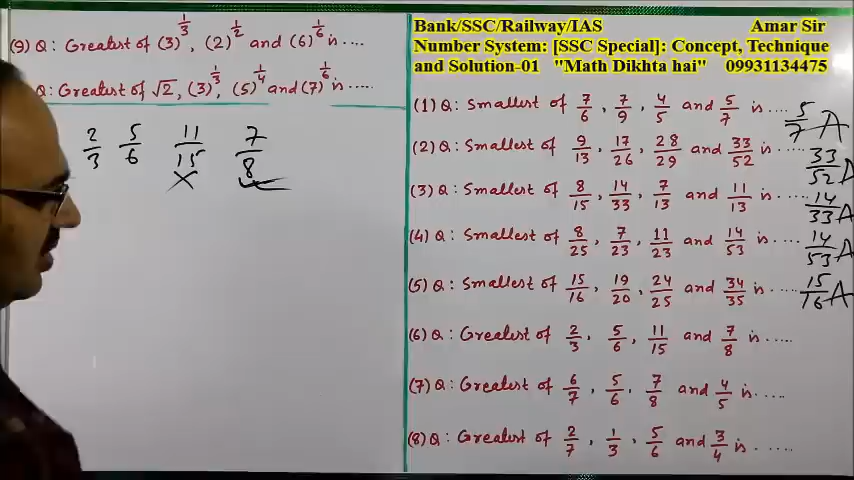 (9) Q: Greatest of (3)^1/3, (2)^1/2 and (6)^1/6 is....
Q: Greatest of √2, (3)^1/3, (5)^1/4 and (7)^1/6 is.....
2/3 5/6 11/15 7/8
Bank/SSC/Railway/IAS Amar Sir
Number System: [SSC Special]: Concept, Technique
and Solution-01 "Math Dikhta hai" 09931134475
(1) Q: Smallest of 7/6, 7/9, 4/5 and 5/7 is.... 5/7 A
(2) Q: Smallest of 9/13, 17/26, 28/29 and 33/52 is..... 33/52 A
(3) Q: Smallest of 8/15, 14/33, 7/13 and 11/13 is..... 14/33 A
(4) Q: Smallest of 8/25, 7/23, 11/23 and 14/53 is.... 14/53 A
(5) Q: Smallest of 15/16, 19/20, 24/25 and 34/35 is..... 15/16 A
(6) Q: Greatest of 2/3, 5/6, 11/15 and 7/8 is.....
(7) Q: Greatest of 6/7, 5/6, 7/8 and 4/5 is.....
(8) Q: Greatest of 2/7, 1/3, 5/6 and 3/4 is......